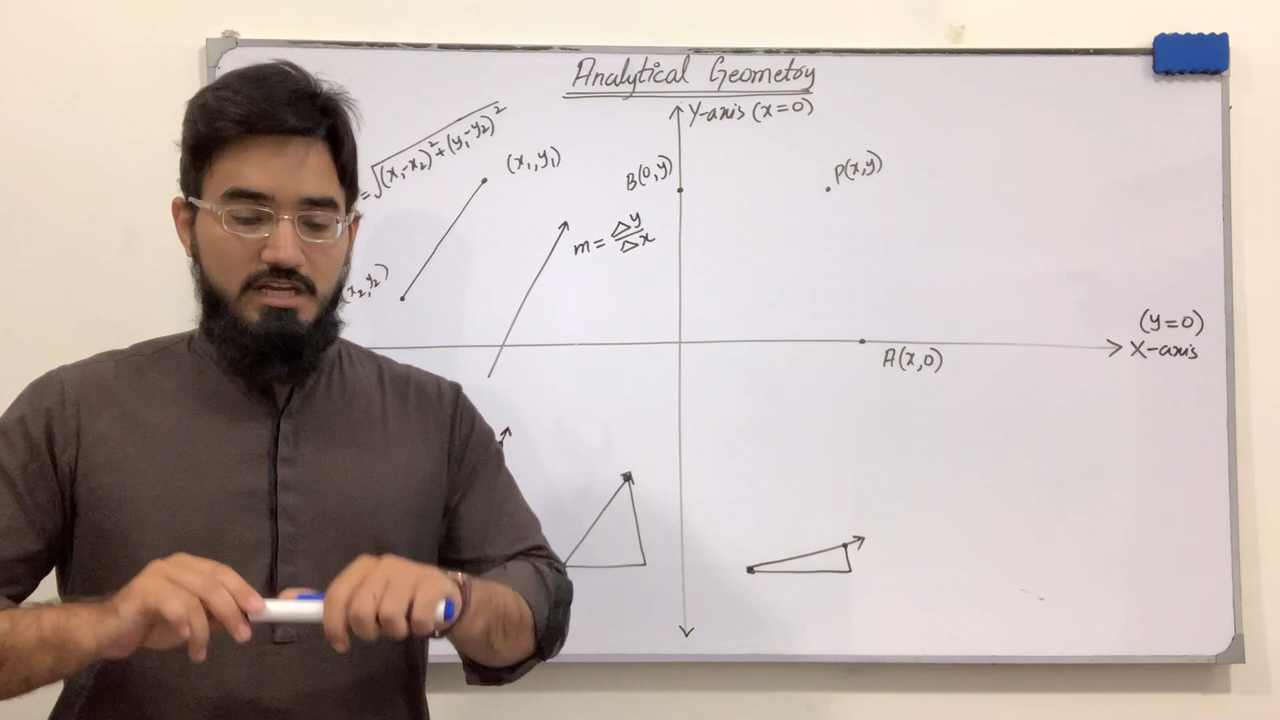 Analytical Geometry
Y-axis (x=0)
= √(x₁-x₂)²+(y₁-y₂)²
(x₁,y₁)
B(0,y)
P(x,y)
m = Δy/Δx
(x₂,y₂)
(y=0)
X-axis
A(x,0)